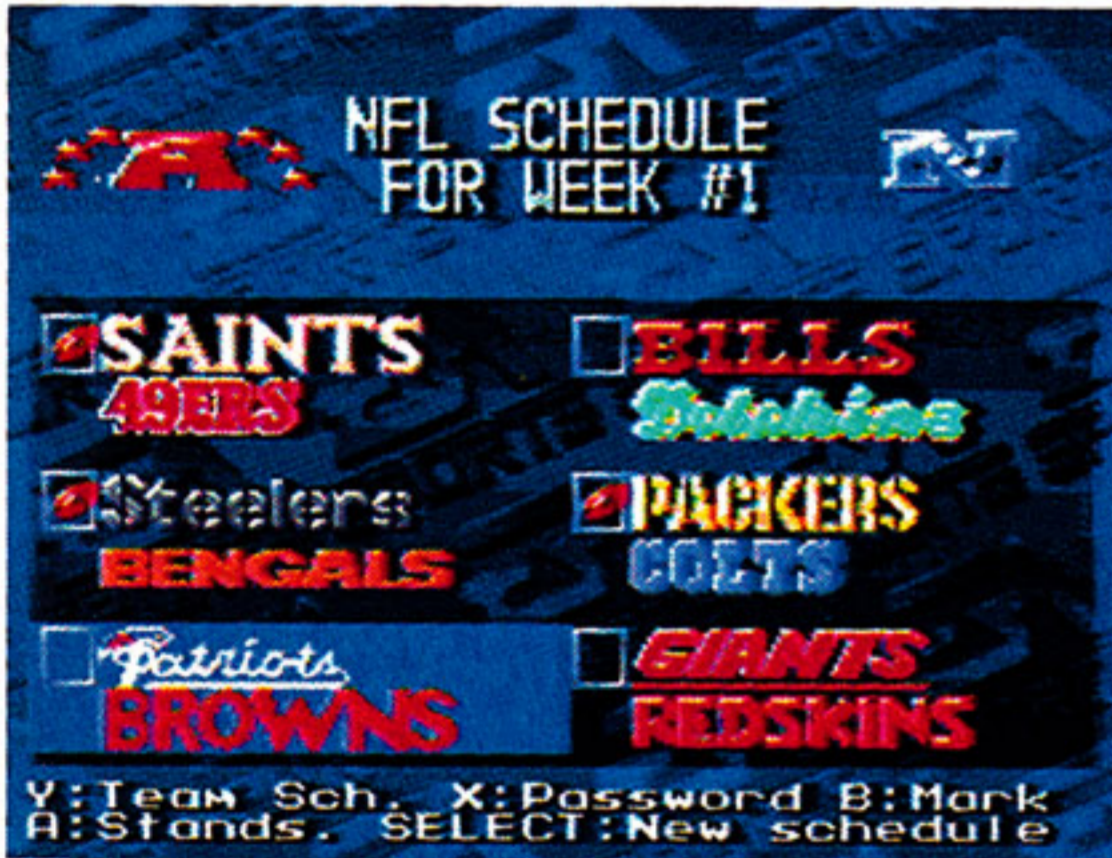 NFL SCHEDULE
FOR WEEK #1
SAINTS
49ERS
BILLS
Dolphins
Steelers
BENGALS
PACKERS
COLTS
Patriots
BROWNS
GIANTS
REDSKINS
Y:Team Sch. X:Password B:Mark
A:Stands. SELECT:New schedule